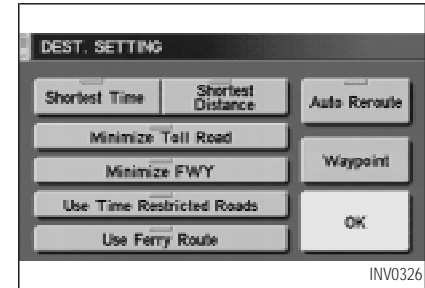 DEST. SETTING
Shortest Time
Shortest
Distance
Auto Reroute
Minimize Toll Road
Minimize FWY
Waypoint
Use Time Restricted Roads
Use Ferry Route
OK
INV0326